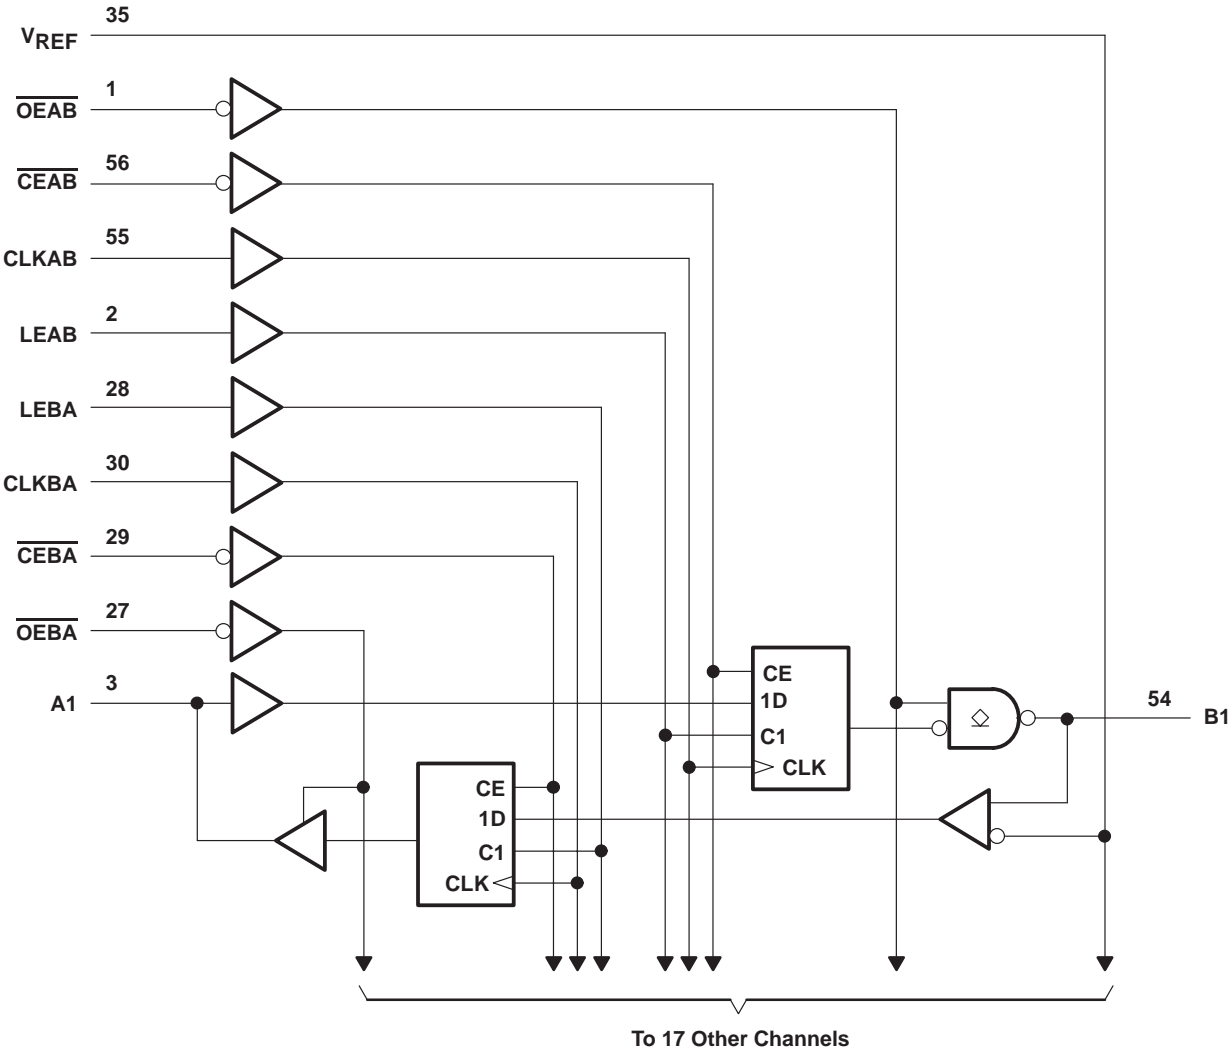 35
VREF
1
OEAB
56
CEAB
55
CLKAB
2
LEAB
28
LEBA
30
CLKBA
29
CEBA
27
OEBA
3
A1
CE
1D
C1
CLK
54
B1
CE
1D
C1
CLK
To 17 Other Channels